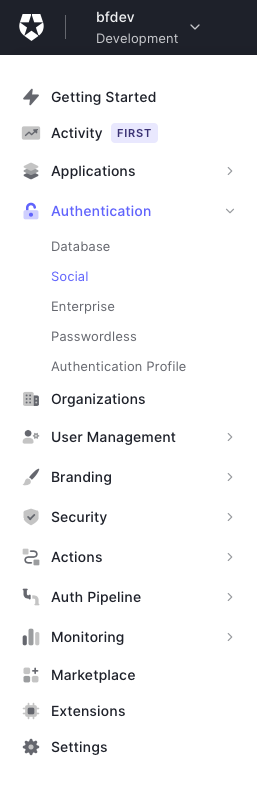 bfdev
Development
Getting Started
Activity FIRST
Applications
Authentication
Database
Social
Enterprise
Passwordless
Authentication Profile
Organizations
User Management
Branding
Security
Actions
Auth Pipeline
Monitoring
Marketplace
Extensions
Settings